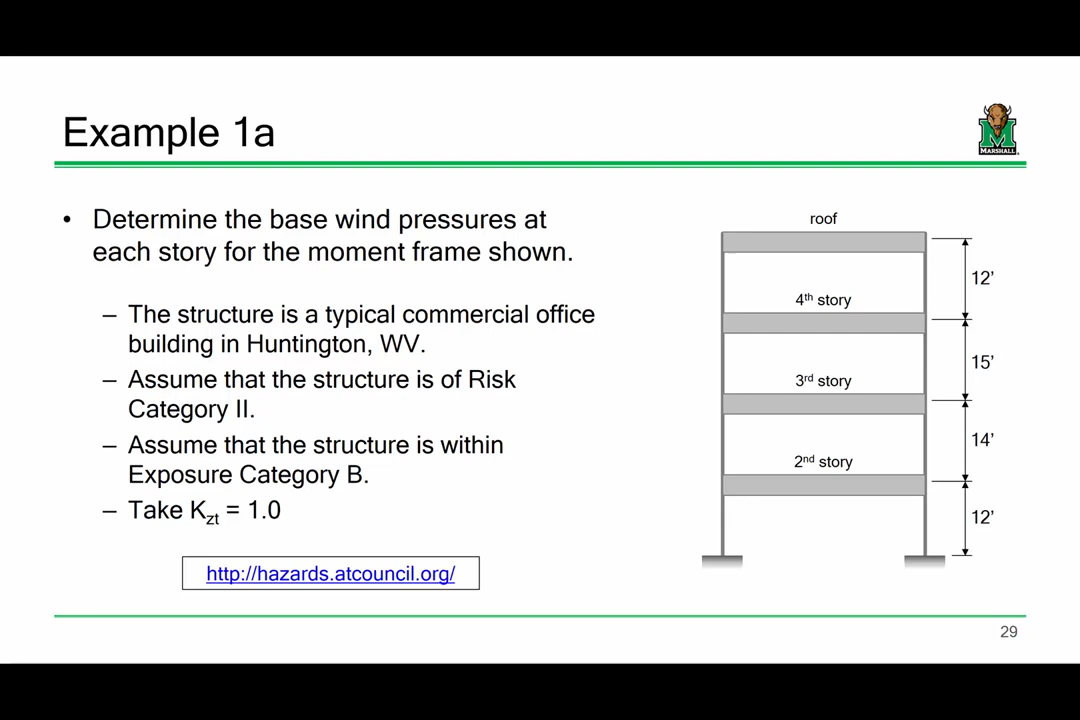 Example 1a
MARSHALL
• Determine the base wind pressures at
each story for the moment frame shown.
– The structure is a typical commercial office
building in Huntington, WV.
– Assume that the structure is of Risk
Category II.
– Assume that the structure is within
Exposure Category B.
– Take Kzt = 1.0
http://hazards.atcouncil.org/
roof
12’
4th story
15’
3rd story
14’
2nd story
12’
29